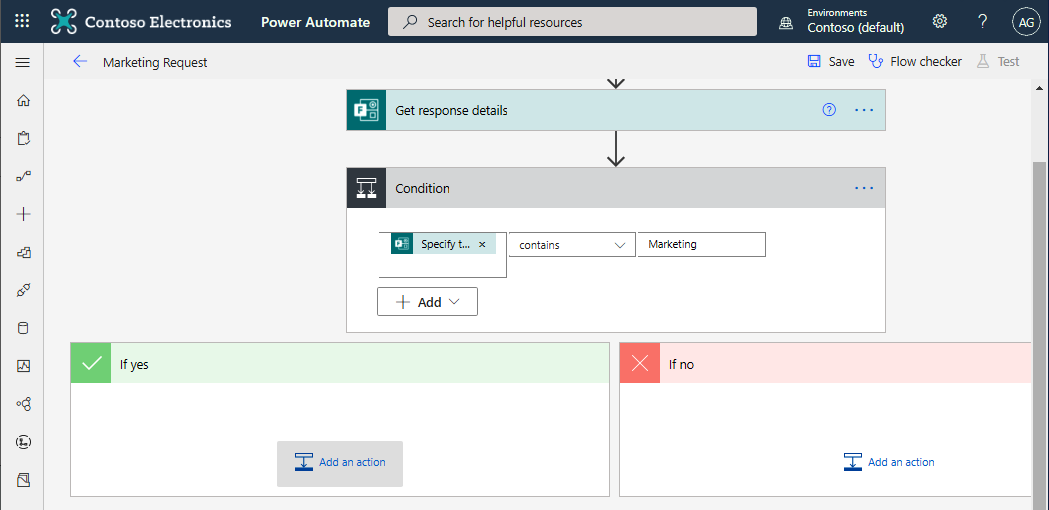 Contoso Electronics
Power Automate
Search for helpful resources
Environments
Contoso (default)
?
AG
Marketing Request
Save
Flow checker
Test
Get response details
?
Condition
Specify t...
contains
Marketing
Add
If yes
If no
Add an action
Add an action